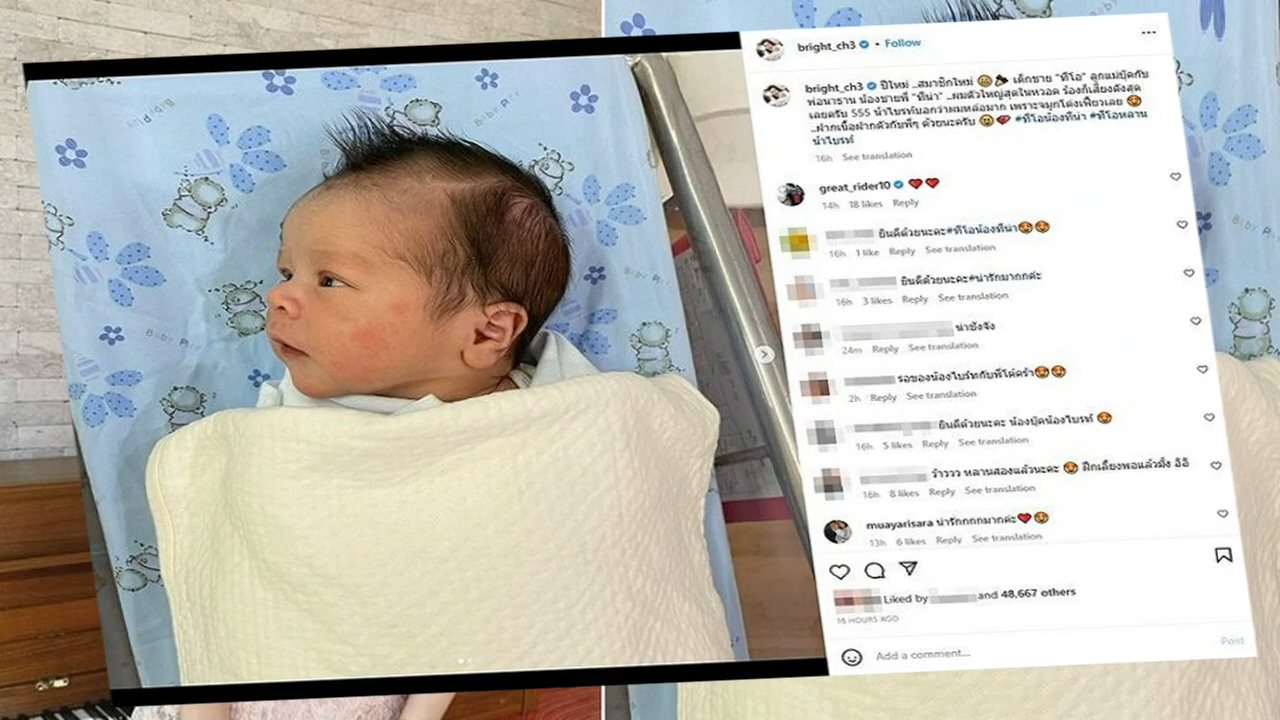 bright_ch3 • Follow
bright_ch3 ปีใหม่ ..สมาชิกใหม่ 😄🎉 เด็กชาย “ทีโอ” ลูกแม่บุ๊คกับ
พ่อนาธาน น้องชายพี่ “ทีน่า” ..ผมตัวใหญ่สุดในหวอด ร้องก็เสียงดังสุด
เลยครับ 555 น้าไบรท์บอกว่าผมหล่อมาก เพราะจมูกโด่งเฟี้ยวเลย 😍
..ฝากเนื้อฝากตัวกับพี่ๆ ด้วยนะครับ 😄💝 #ทีโอน้องทีน่า #ทีโอหลาน
น้าไบรท์
16h See translation
great_rider10 ❤️❤️
14h 18 likes Reply
ยินดีด้วยนะคะ#ทีโอน้องทีน่า😍😍
16h 1 like Reply See translation
ยินดีด้วยนะคะ#น่ารักมากกค่ะ
16h 3 likes Reply See translation
น่าชังจัง
24m Reply See translation
รอของน้องไบร์ทกับพี่โต๋คร้า😍😍
2h Reply See translation
ยินดีด้วยนะคะ น้องบุ๊คน้องไบรท์ 😍
16h 5 likes Reply See translation
ว้าววว หลานสองแล้วนะคะ 😍 ฝึกเลี้ยงพอแล้วมั้ง อิอิ
16h 8 likes Reply See translation
muayarisara น่ารักกกกมากค่ะ❤️😍
13h 6 likes Reply See translation
Liked by and 48,667 others
16 HOURS AGO
Add a comment... Post